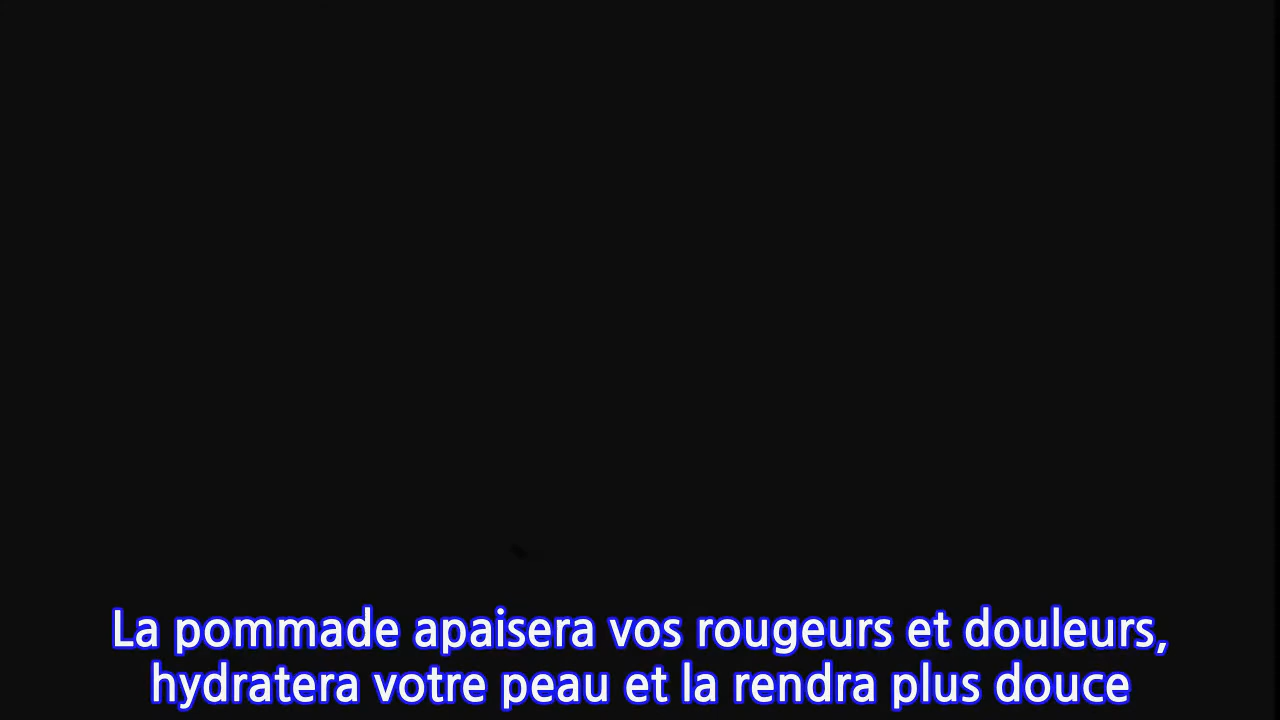 La pommade apaisera vos rougeurs et douleurs,
hydratera votre peau et la rendra plus douce